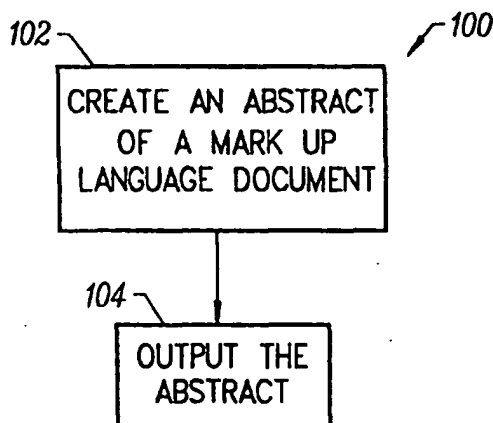 102
100
CREATE AN ABSTRACT
OF A MARK UP
LANGUAGE DOCUMENT
104
OUTPUT THE
ABSTRACT